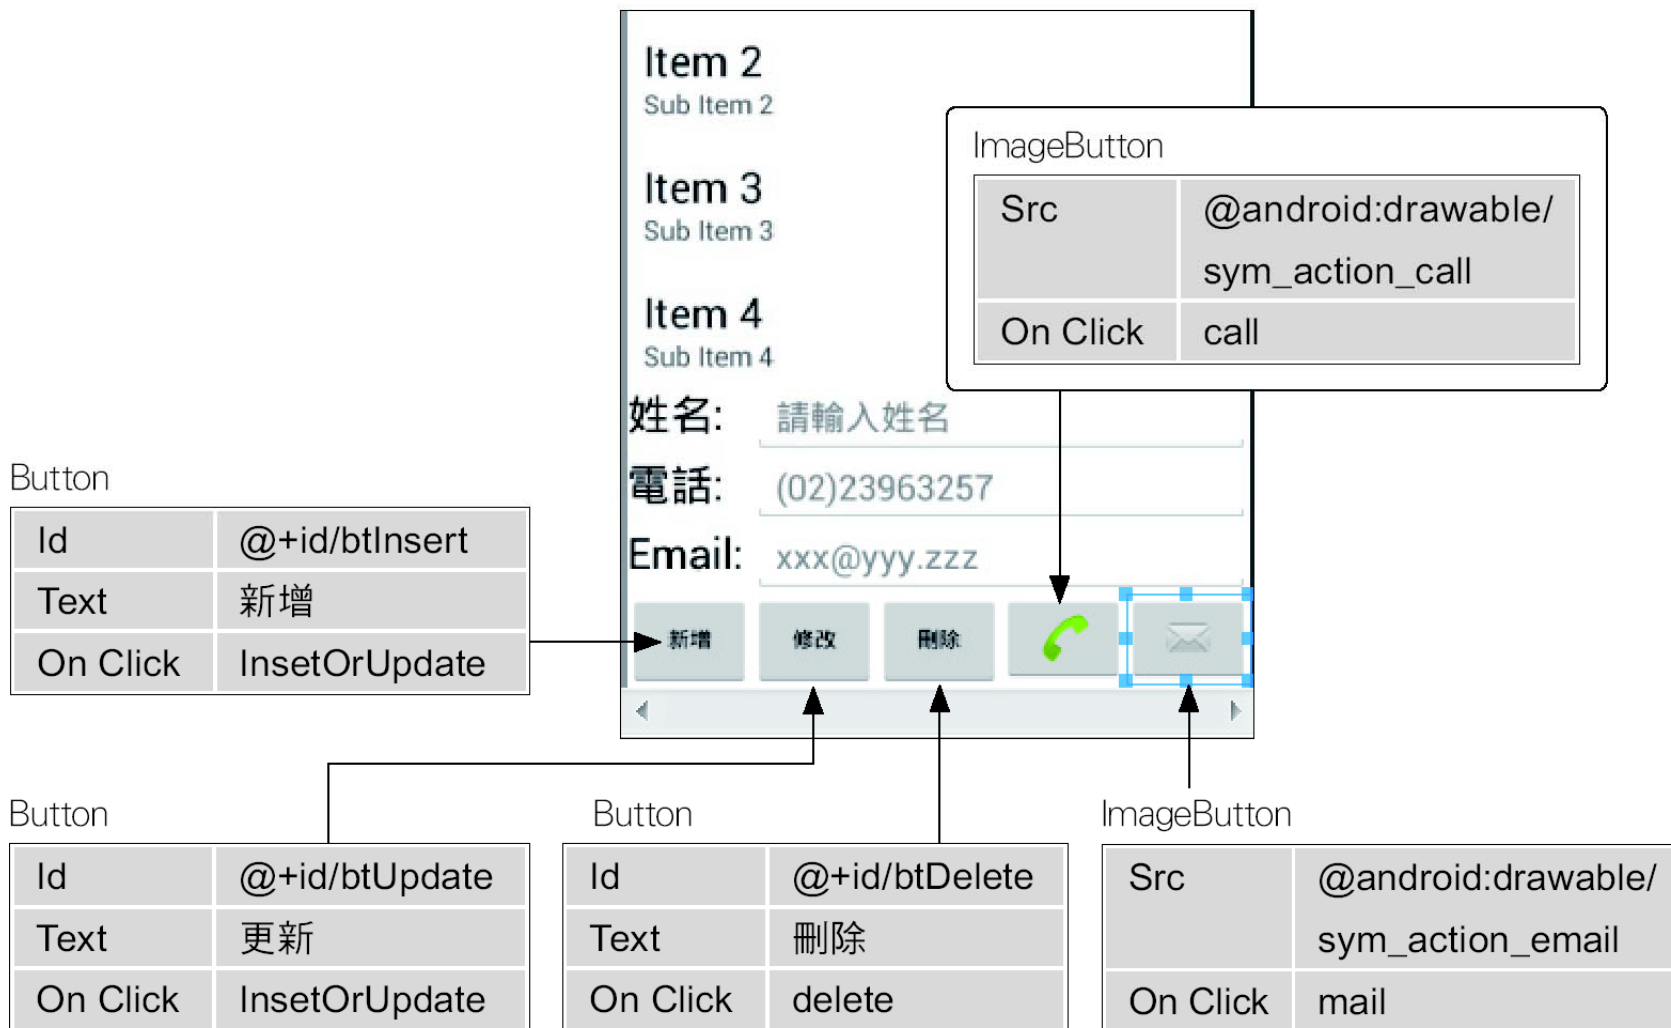 Item 2
Sub Item 2
Item 3
Sub Item 3
Item 4
Sub Item 4
姓名: 請輸入姓名
電話: (02)23963257
Email: xxx@yyy.zzz
新增 修改 刪除
ImageButton
Src @android:drawable/
sym_action_call
On Click call
Button
Id @+id/btInsert
Text 新增
On Click InsetOrUpdate
Button
Id @+id/btUpdate
Text 更新
On Click InsetOrUpdate
Button
Id @+id/btDelete
Text 刪除
On Click delete
ImageButton
Src @android:drawable/
sym_action_email
On Click mail